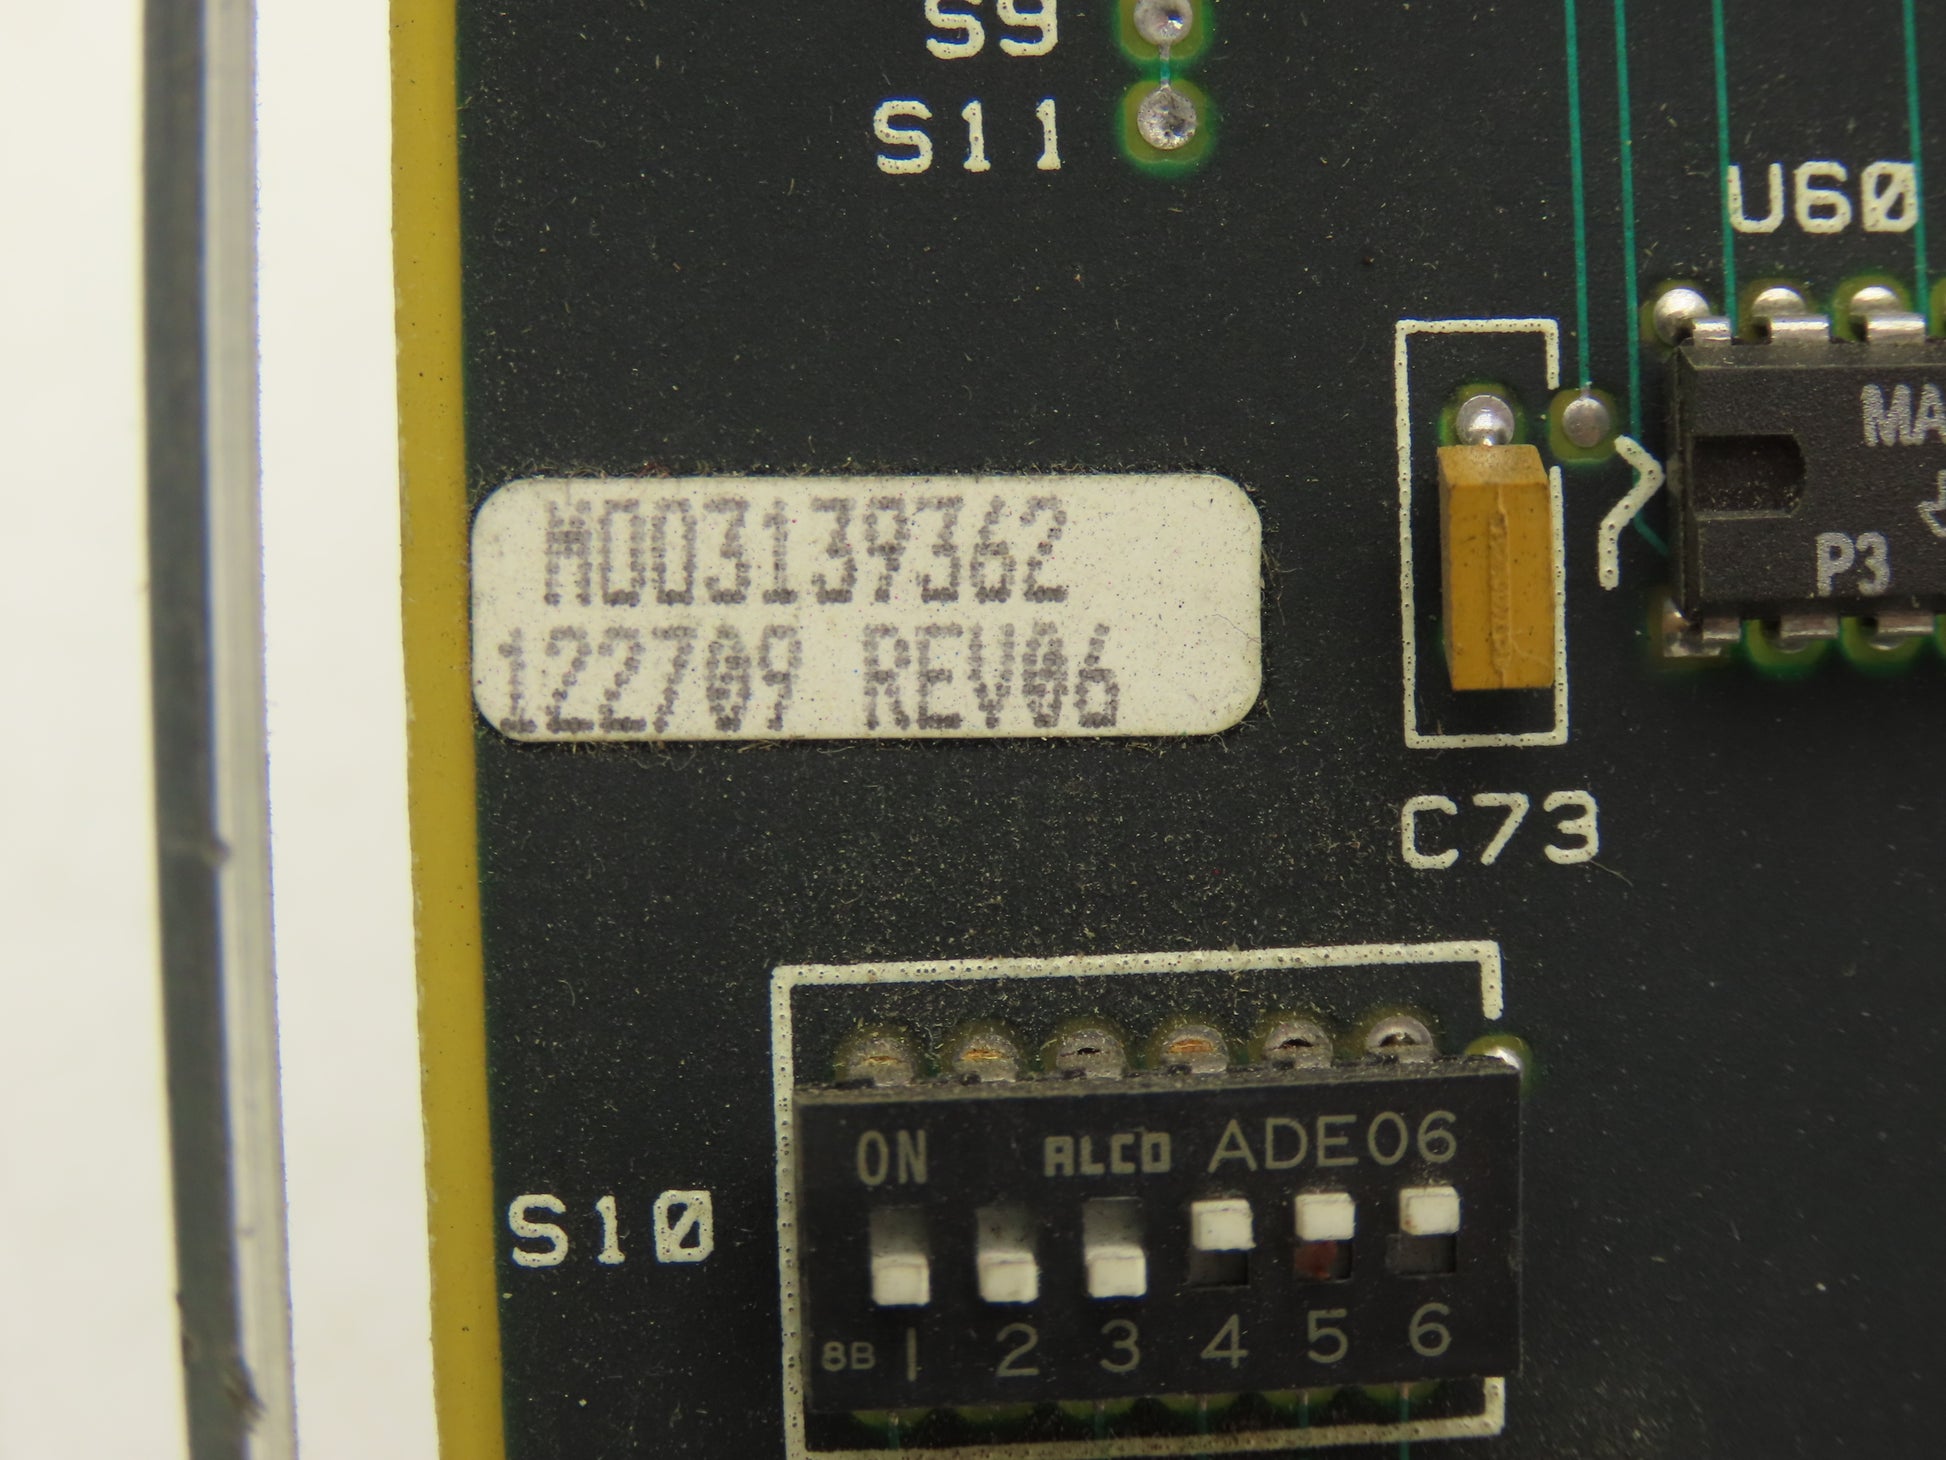 S9
S11
U60
MA
P3
M003139362
122709 REV06
C73
S10
ON ALCO ADE06
8B 1 2 3 4 5 6